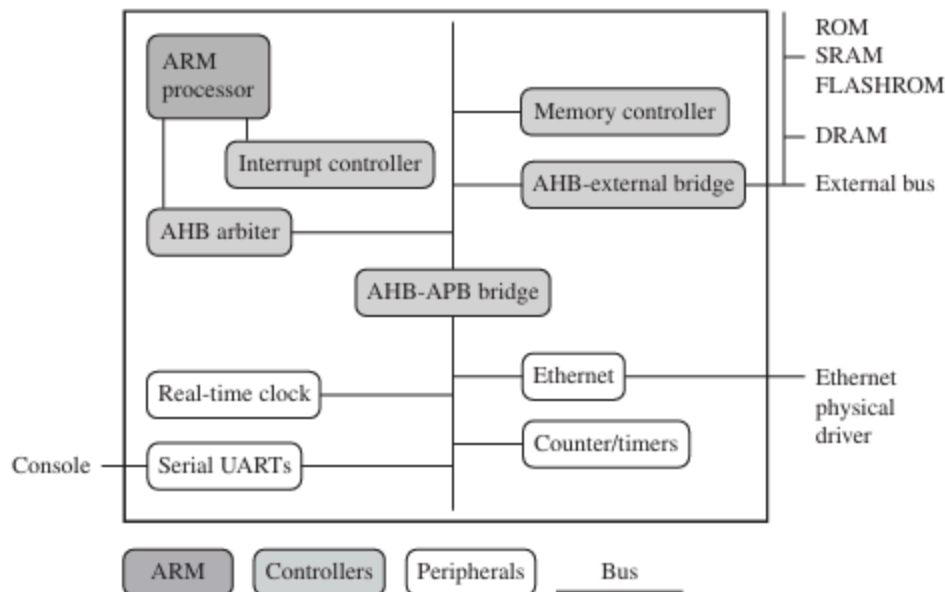 ARM
processor
Interrupt controller
AHB arbiter
Memory controller
AHB-external bridge
AHB-APB bridge
ROM
SRAM
FLASHROM
DRAM
External bus
Real-time clock
Ethernet
Counter/timers
Console
Serial UARTs
Ethernet
physical
driver
ARM
Controllers
Peripherals
Bus